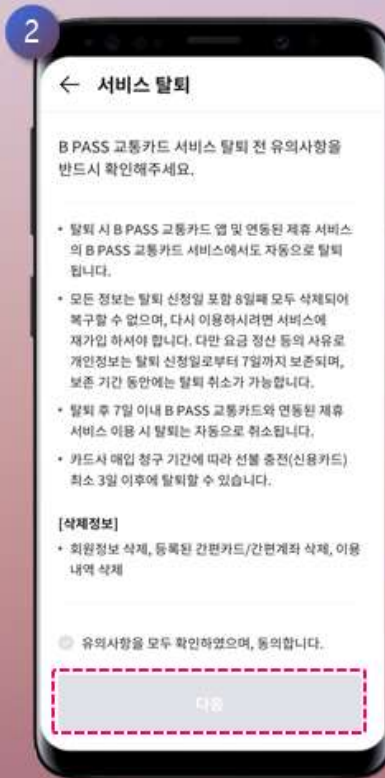 2
← 서비스 탈퇴
B PASS 교통카드 서비스 탈퇴 전 유의사항을
반드시 확인해주세요.
• 탈퇴 시 B PASS 교통카드 앱 및 연동된 제휴 서비스
의 B PASS 교통카드 서비스에서도 자동으로 탈퇴
됩니다.
• 모든 정보는 탈퇴 신청일 포함 8일째 모두 삭제되어
복구할 수 없으며, 다시 이용하시려면 서비스에
재가입 하셔야 합니다. 다만 요금 정산 등의 사유로
개인정보는 탈퇴 신청일로부터 7일까지 보존되며,
보존 기간 동안에는 탈퇴 취소가 가능합니다.
• 탈퇴 후 7일 이내 B PASS 교통카드와 연동된 제휴
서비스 이용 시 탈퇴는 자동으로 취소됩니다.
• 카드사 매입 청구 기간에 따라 선불 충전(신용카드)
최소 3일 이후에 탈퇴할 수 있습니다.
[삭제정보]
• 회원정보 삭제, 등록된 간편카드/간편계좌 삭제, 이용
내역 삭제
유의사항을 모두 확인하였으며, 동의합니다.
다음